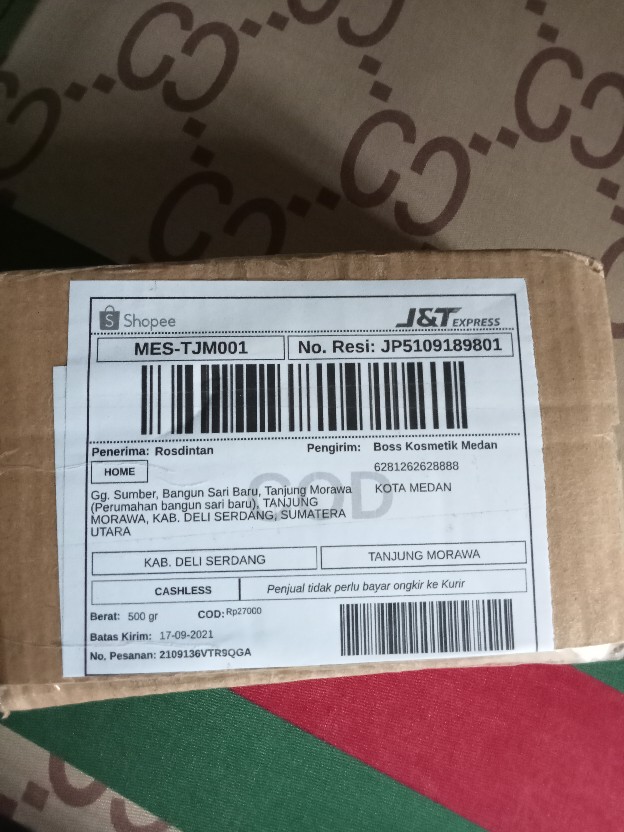 Shopee
J&T EXPRESS
MES-TJM001
No. Resi: JP5109189801
Penerima: Rosdintan
Pengirim: Boss Kosmetik Medan
HOME
6281262628888
KOTA MEDAN
COD
Gg. Sumber, Bangun Sari Baru, Tanjung Morawa
(Perumahan bangun sari baru), TANJUNG
MORAWA, KAB. DELI SERDANG, SUMATERA
UTARA
KAB. DELI SERDANG
TANJUNG MORAWA
CASHLESS
Penjual tidak perlu bayar ongkir ke Kurir
Berat: 500 gr
COD: Rp27000
Batas Kirim: 17-09-2021
No. Pesanan: 2109136VTR9QGA